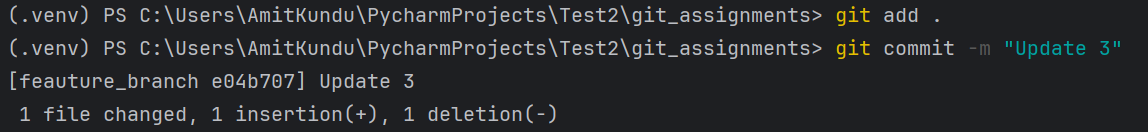 (.venv) PS C:\Users\AmitKundu\PycharmProjects\Test2\git_assignments> git add .
(.venv) PS C:\Users\AmitKundu\PycharmProjects\Test2\git_assignments> git commit -m "Update 3"
[feauture_branch e04b707] Update 3
 1 file changed, 1 insertion(+), 1 deletion(-)